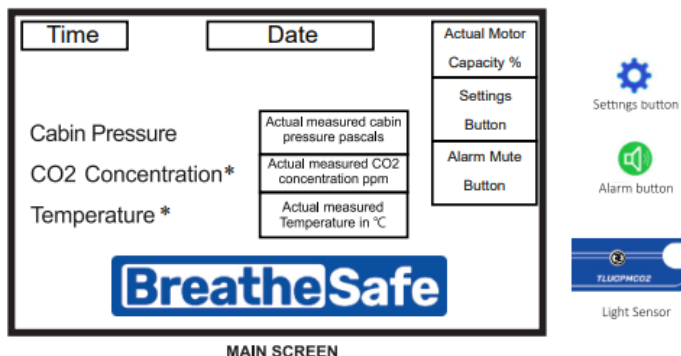 Time
Date
Actual Motor
Capacity %
Settings
Button
Alarm Mute
Button
Cabin Pressure
Actual measured cabin
pressure pascals
CO2 Concentration*
Actual measured CO2
concentration ppm
Temperature *
Actual measured
Temperature in ℃
BreatheSafe
MAIN SCREEN
Settings button
Alarm button
TLUOPMCO2
Light Sensor